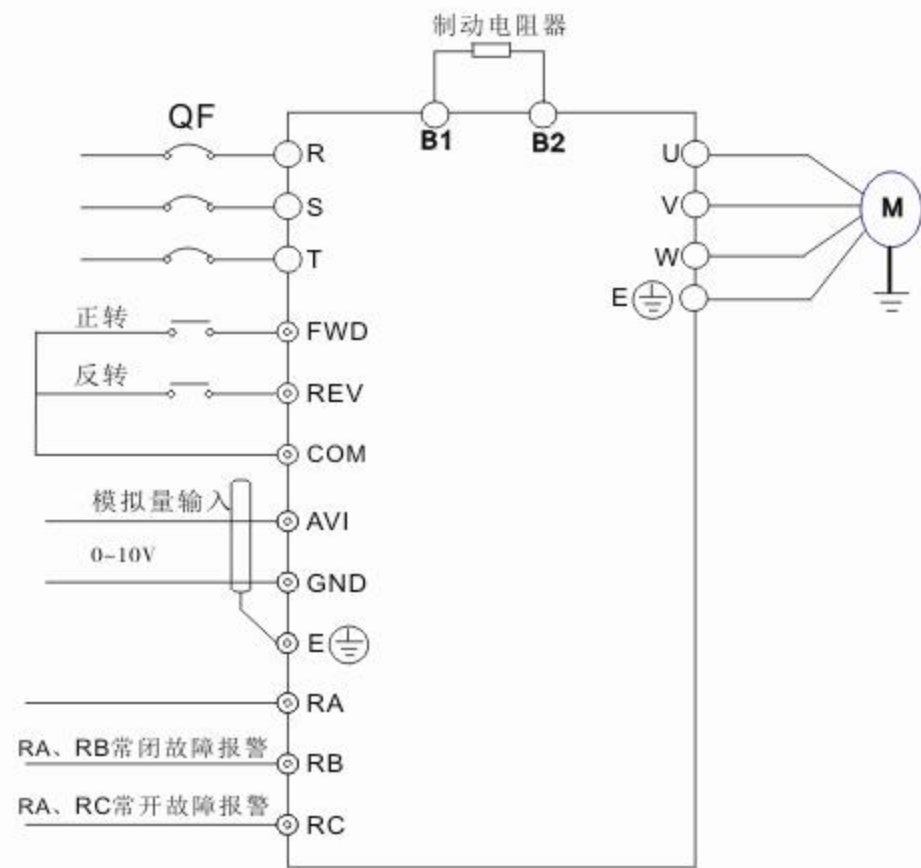 制动电阻器
QF
B1
B2
R
U
S
V
M
T
W
E
正转
FWD
反转
REV
COM
模拟量输入
AVI
0~10V
GND
E
RA
RA、RB常闭故障报警
RB
RA、RC常开故障报警
RC